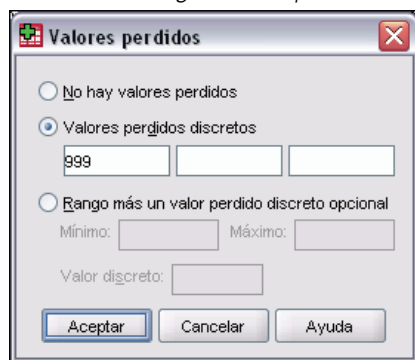 Valores perdidos
No hay valores perdidos
Valores perdidos discretos
999
Rango más un valor perdido discreto opcional
Mínimo: Máximo:
Valor discreto:
Aceptar Cancelar Ayuda